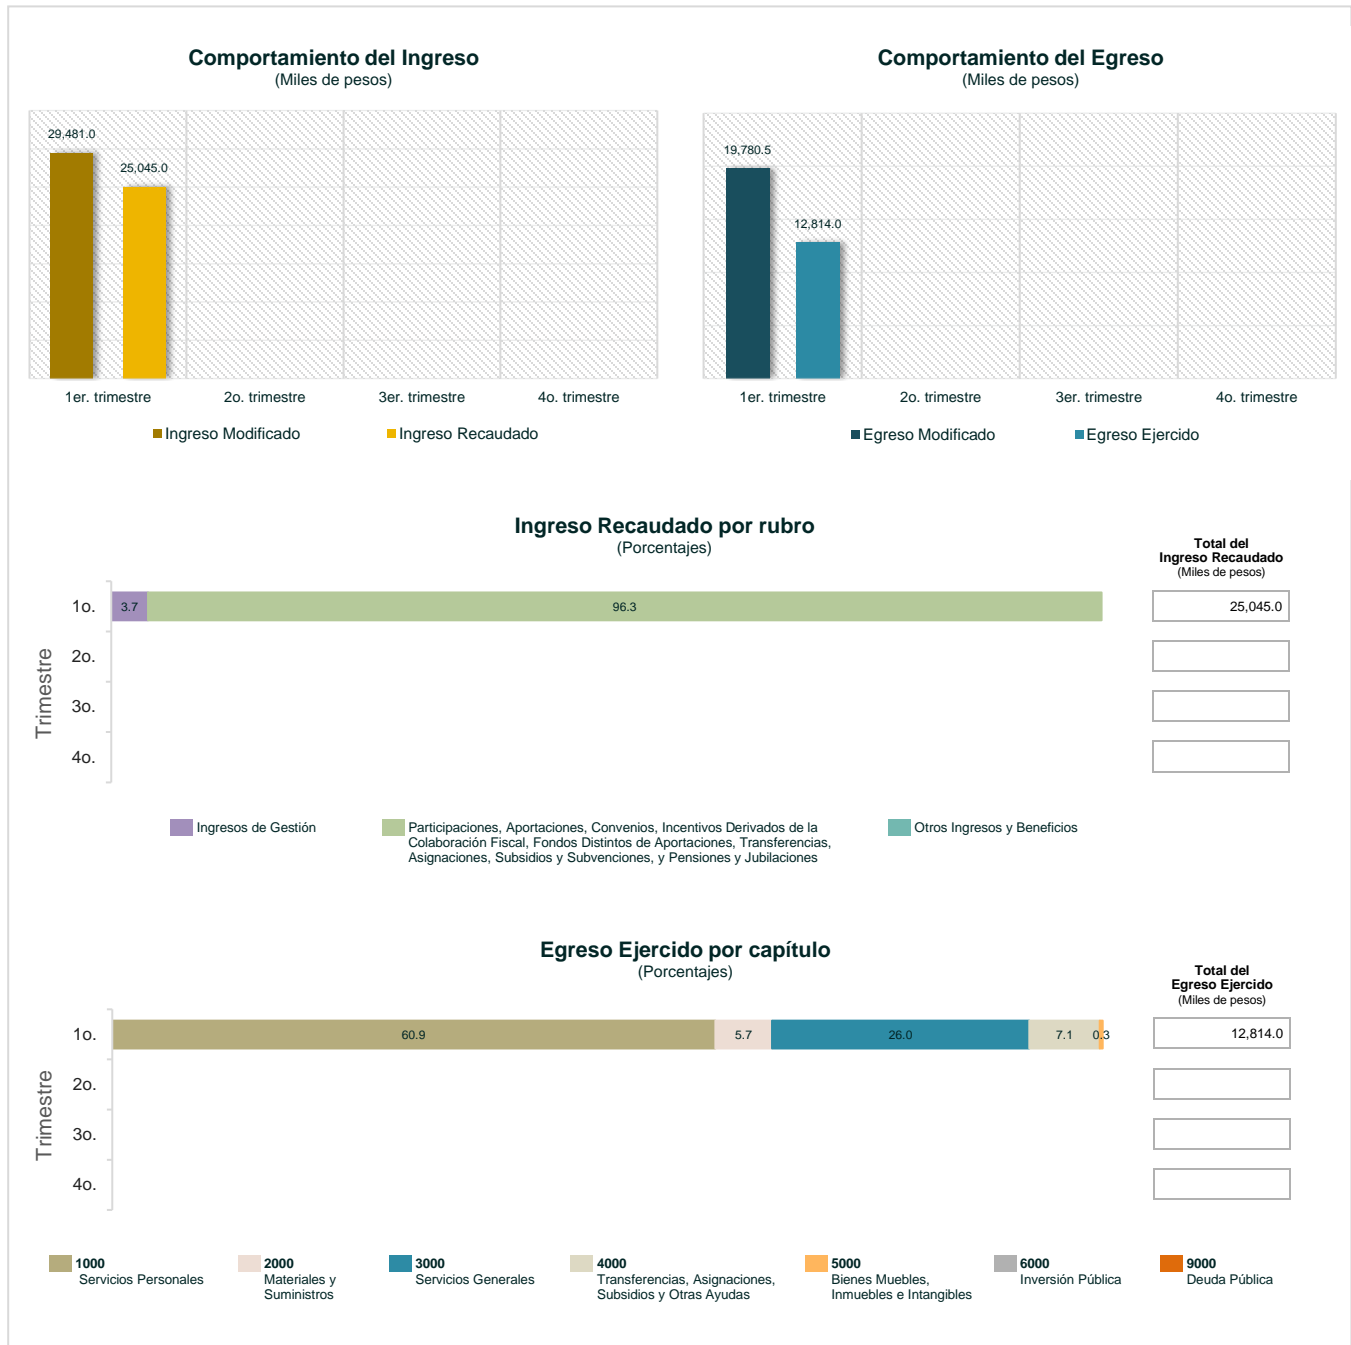 Comportamiento del Ingreso
(Miles de pesos)
29,481.0
25,045.0
1er. trimestre
2o. trimestre
3er. trimestre
4o. trimestre
Ingreso Modificado
Ingreso Recaudado
Comportamiento del Egreso
(Miles de pesos)
19,780.5
12,814.0
1er. trimestre
2o. trimestre
3er. trimestre
4o. trimestre
Egreso Modificado
Egreso Ejercido
Ingreso Recaudado por rubro
(Porcentajes)
Total del
Ingreso Recaudado
(Miles de pesos)
Trimestre
1o.
3.7
96.3
25,045.0
2o.
3o.
4o.
Ingresos de Gestión
Participaciones, Aportaciones, Convenios, Incentivos Derivados de la
Colaboración Fiscal, Fondos Distintos de Aportaciones, Transferencias,
Asignaciones, Subsidios y Subvenciones, y Pensiones y Jubilaciones
Otros Ingresos y Beneficios
Egreso Ejercido por capítulo
(Porcentajes)
Total del
Egreso Ejercido
(Miles de pesos)
Trimestre
1o.
60.9
5.7
26.0
7.1
0.3
12,814.0
2o.
3o.
4o.
1000
Servicios Personales
2000
Materiales y
Suministros
3000
Servicios Generales
4000
Transferencias, Asignaciones,
Subsidios y Otras Ayudas
5000
Bienes Muebles,
Inmuebles e Intangibles
6000
Inversión Pública
9000
Deuda Pública